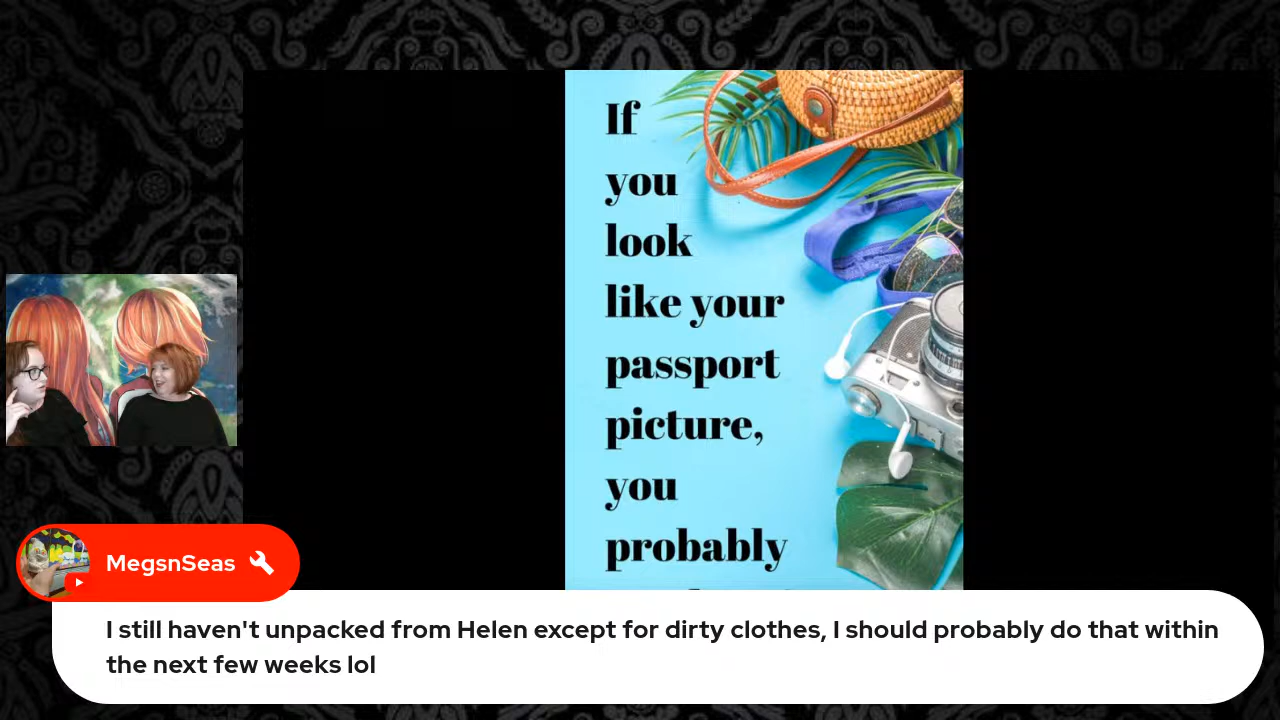 If
you
look
like your
passport
picture,
you
probably
MegsnSeas
I still haven't unpacked from Helen except for dirty clothes, I should probably do that within
the next few weeks lol